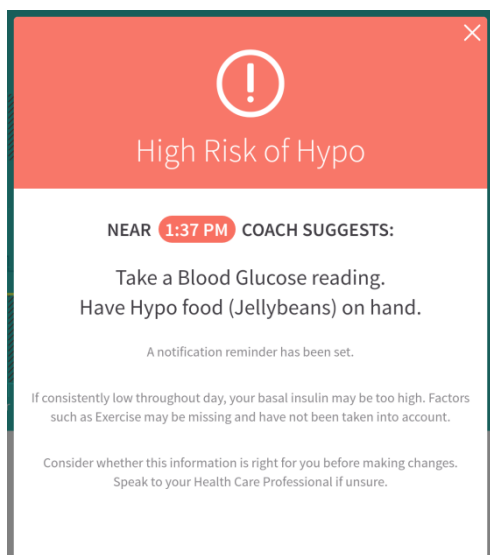 High Risk of Hypo
NEAR 1:37 PM COACH SUGGESTS:
Take a Blood Glucose reading.
Have Hypo food (Jellybeans) on hand.
A notification reminder has been set.
If consistently low throughout day, your basal insulin may be too high. Factors
such as Exercise may be missing and have not been taken into account.
Consider whether this information is right for you before making changes.
Speak to your Health Care Professional if unsure.